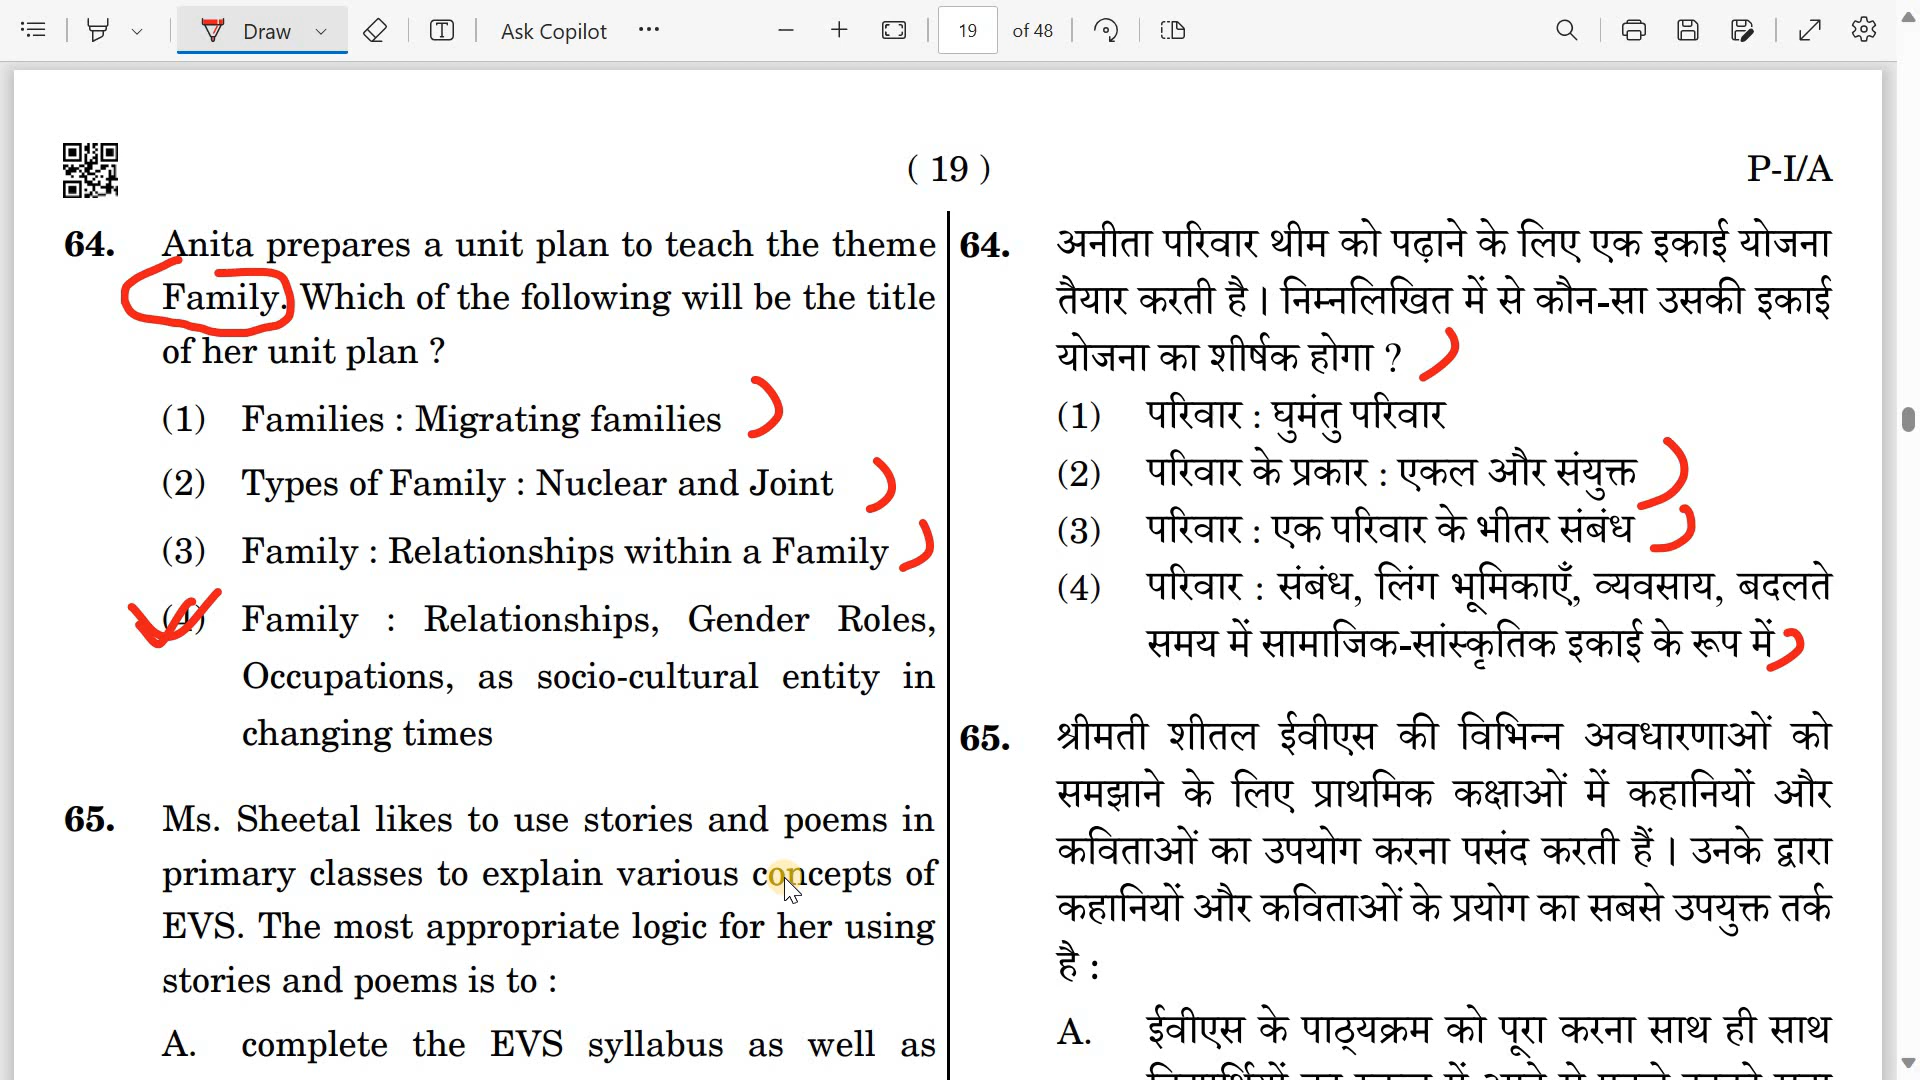 Draw
Ask Copilot
19 of 48
( 19 )
P-I/A
64. Anita prepares a unit plan to teach the theme
Family. Which of the following will be the title
of her unit plan ?
(1) Families : Migrating families
(2) Types of Family : Nuclear and Joint
(3) Family : Relationships within a Family
(4) Family : Relationships, Gender Roles,
Occupations, as socio-cultural entity in
changing times
65. Ms. Sheetal likes to use stories and poems in
primary classes to explain various concepts of
EVS. The most appropriate logic for her using
stories and poems is to :
A. complete the EVS syllabus as well as
64. अनीता परिवार थीम को पढ़ाने के लिए एक इकाई योजना
तैयार करती है । निम्नलिखित में से कौन-सा उसकी इकाई
योजना का शीर्षक होगा ?
(1) परिवार : घुमंतु परिवार
(2) परिवार के प्रकार : एकल और संयुक्त
(3) परिवार : एक परिवार के भीतर संबंध
(4) परिवार : संबंध, लिंग भूमिकाएँ, व्यवसाय, बदलते
समय में सामाजिक-सांस्कृतिक इकाई के रूप में
65. श्रीमती शीतल ईवीएस की विभिन्न अवधारणाओं को
समझाने के लिए प्राथमिक कक्षाओं में कहानियों और
कविताओं का उपयोग करना पसंद करती हैं । उनके द्वारा
कहानियों और कविताओं के प्रयोग का सबसे उपयुक्त तर्क
है :
A. ईवीएस के पाठ्यक्रम को पूरा करना साथ ही साथ